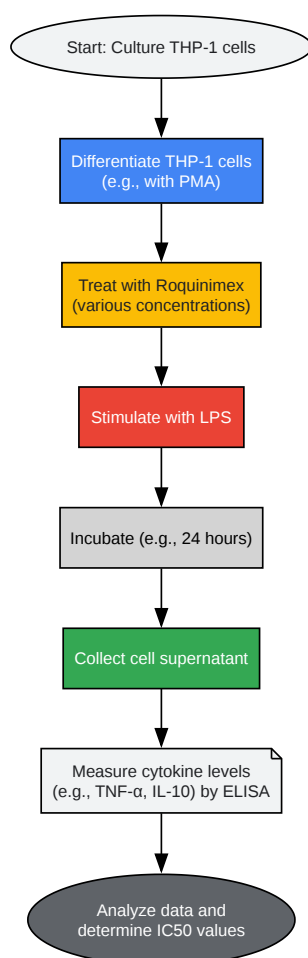 Start: Culture THP-1 cells
Differentiate THP-1 cells
(e.g., with PMA)
Treat with Roquinimex
(various concentrations)
Stimulate with LPS
Incubate (e.g., 24 hours)
Collect cell supernatant
Measure cytokine levels
(e.g., TNF-α, IL-10) by ELISA
Analyze data and
determine IC50 values